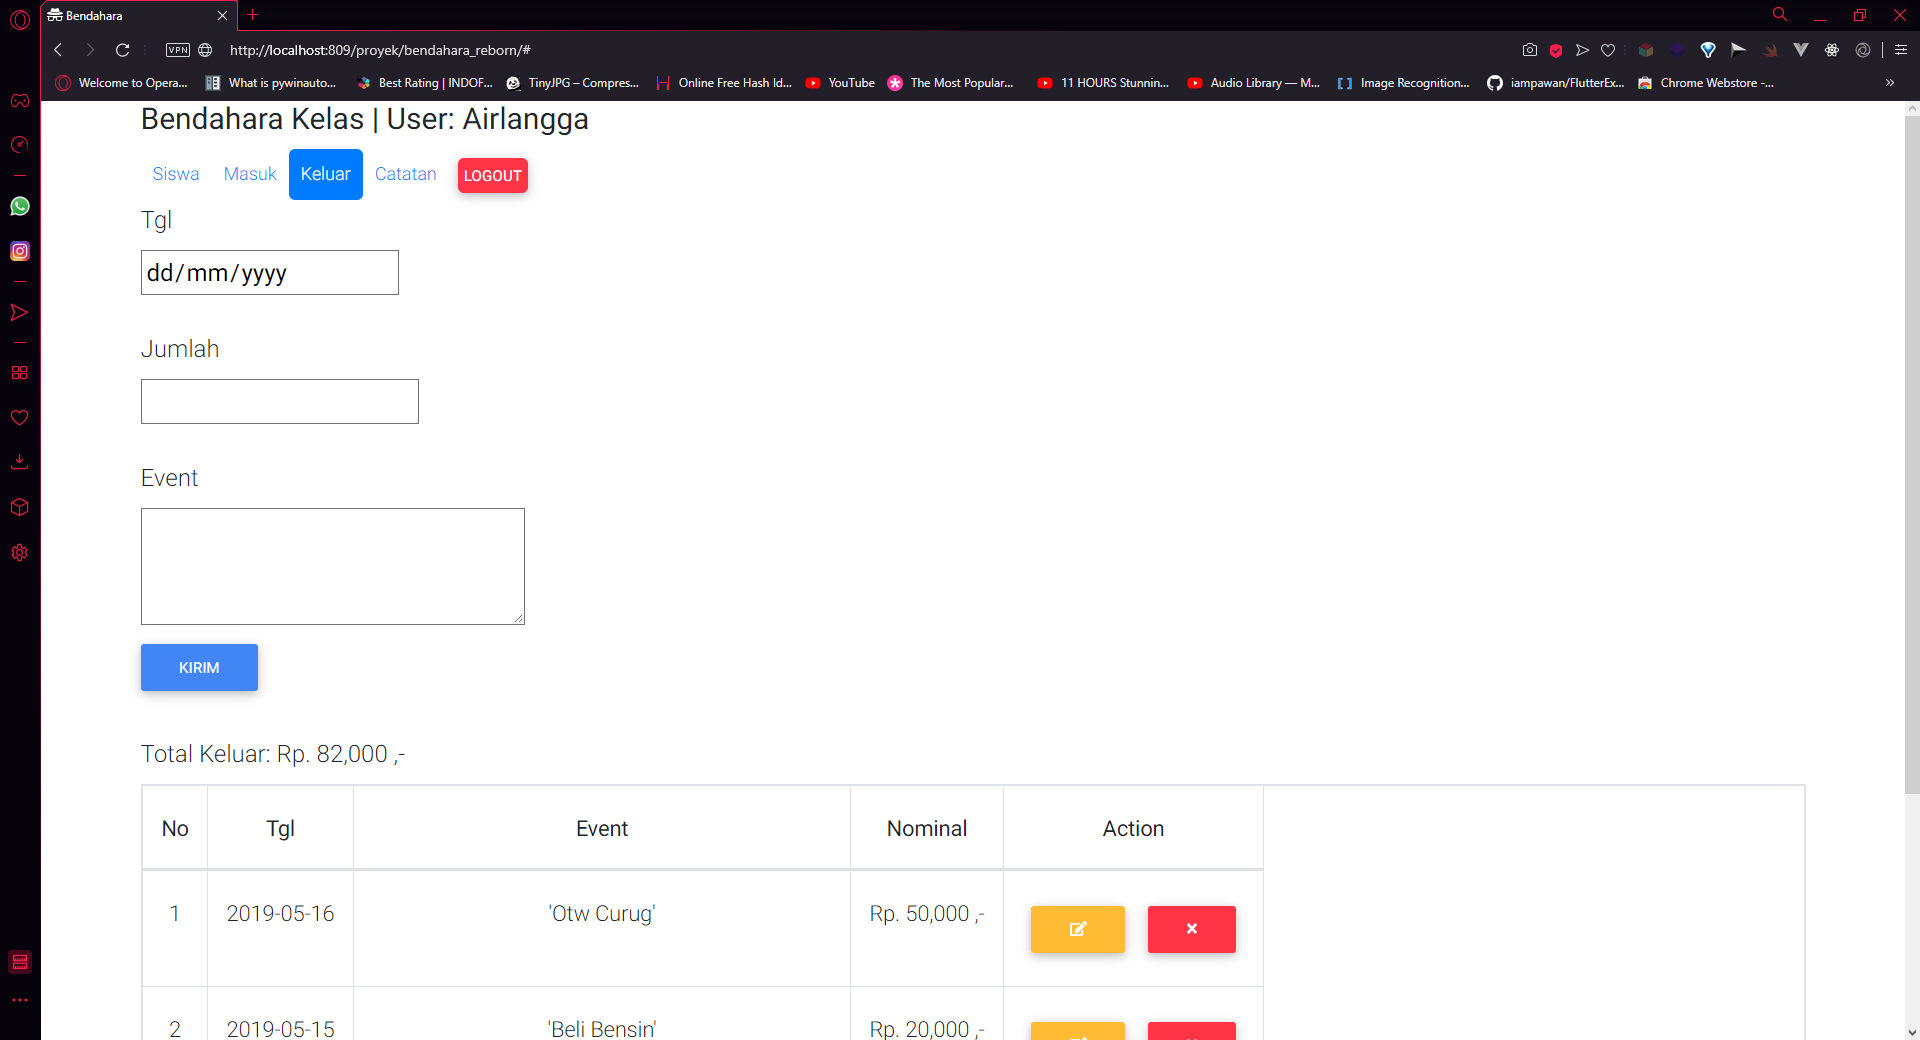 Bendahara
VPN http://localhost:809/proyek/bendahara_reborn/#
Welcome to Opera... What is pywinauto... Best Rating | INDOF... TinyJPG – Compres... Online Free Hash Id... YouTube The Most Popular... 11 HOURS Stunnin... Audio Library — M... Image Recognition... iampawan/FlutterEx... Chrome Webstore -...
Bendahara Kelas | User: Airlangga
Siswa Masuk Keluar Catatan LOGOUT
Tgl
dd/mm/yyyy
Jumlah
Event
KIRIM
Total Keluar: Rp. 82,000 ,-
No Tgl Event Nominal Action
1 2019-05-16 'Otw Curug' Rp. 50,000 ,-
2 2019-05-15 'Beli Bensin' Rp. 20,000 ,-